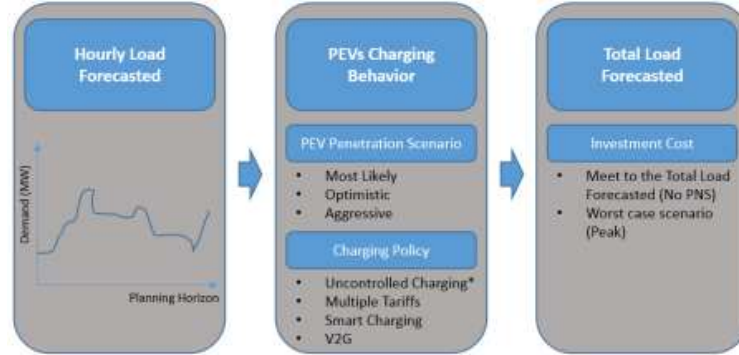 Hourly Load
Forecasted
Demand (MW)
Planning Horizon
PEVs Charging
Behavior
PEV Penetration Scenario
• Most Likely
• Optimistic
• Aggressive
Charging Policy
• Uncontrolled Charging*
• Multiple Tariffs
• Smart Charging
• V2G
Total Load
Forecasted
Investment Cost
• Meet to the Total Load
Forecasted (No PNS)
• Worst case scenario
(Peak)